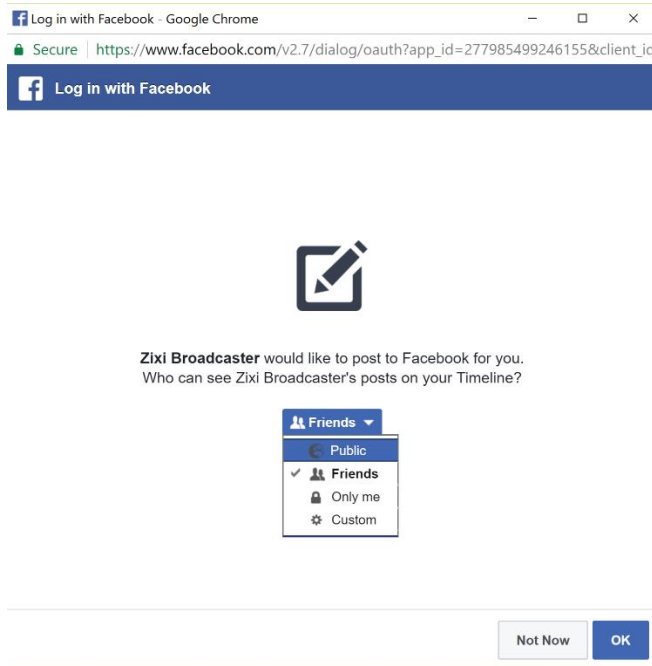 Log in with Facebook - Google Chrome
Secure | https://www.facebook.com/v2.7/dialog/oauth?app_id=277985499246155&client_id
f Log in with Facebook
Zixi Broadcaster would like to post to Facebook for you.
Who can see Zixi Broadcaster's posts on your Timeline?
Friends
Public
Friends
Only me
Custom
Not Now OK